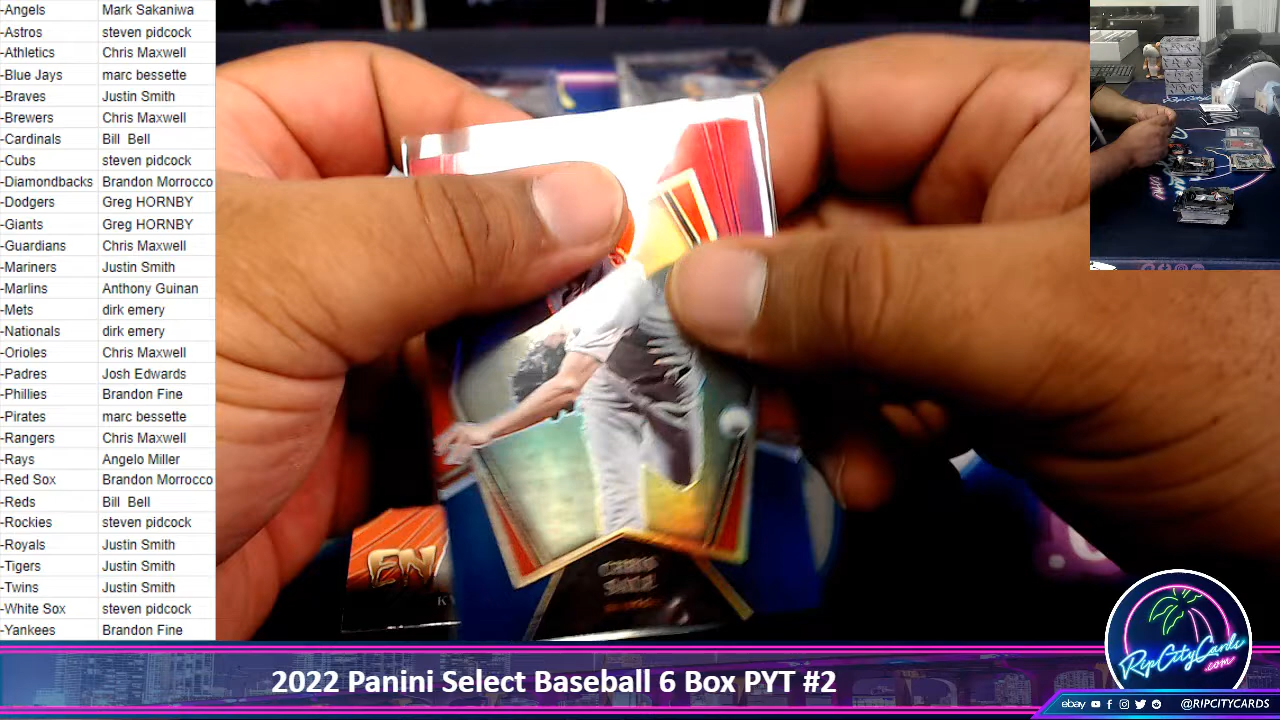 -Angels Mark Sakaniwa
-Astros steven pidcock
-Athletics Chris Maxwell
-Blue Jays marc bessette
-Braves Justin Smith
-Brewers Chris Maxwell
-Cardinals Bill Bell
-Cubs steven pidcock
-Diamondbacks Brandon Morrocco
-Dodgers Greg HORNBY
-Giants Greg HORNBY
-Guardians Chris Maxwell
-Mariners Justin Smith
-Marlins Anthony Guinan
-Mets dirk emery
-Nationals dirk emery
-Orioles Chris Maxwell
-Padres Josh Edwards
-Phillies Brandon Fine
-Pirates marc bessette
-Rangers Chris Maxwell
-Rays Angelo Miller
-Red Sox Brandon Morrocco
-Reds Bill Bell
-Rockies steven pidcock
-Royals Justin Smith
-Tigers Justin Smith
-Twins Justin Smith
-White Sox steven pidcock
-Yankees Brandon Fine
EN
CHRIS
SALE
RipCityCards
.com
2022 Panini Select Baseball 6 Box PYT #2
ebay @RIPCITYCARDS